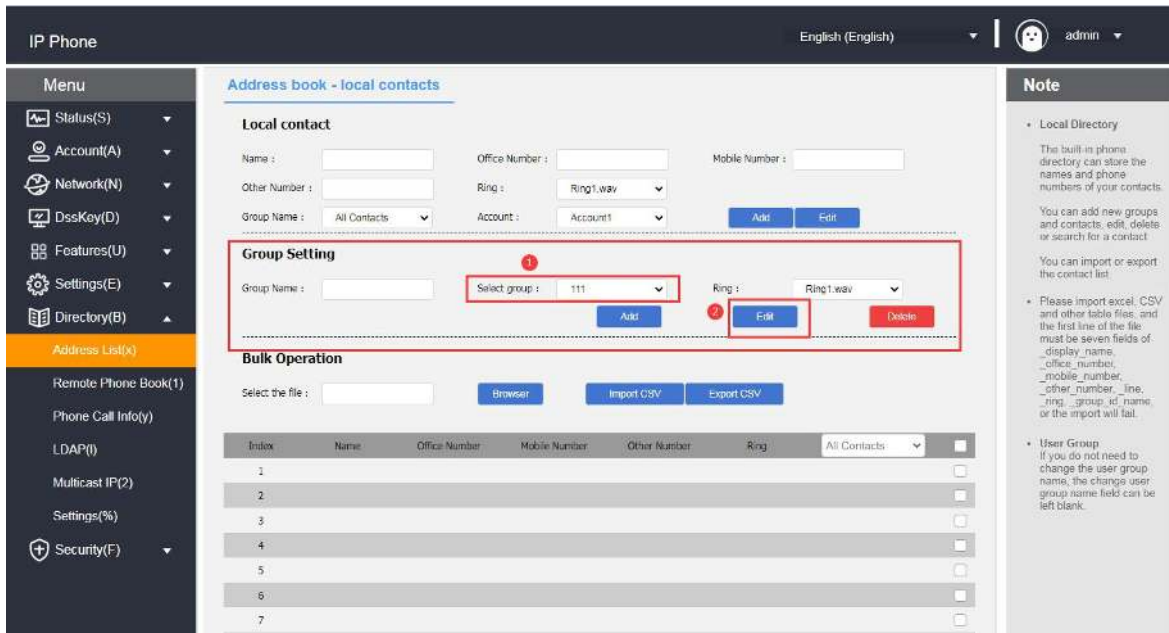 IP Phone
English (English)
admin
Menu
Status(S)
Account(A)
Network(N)
DssKey(D)
Features(U)
Settings(E)
Directory(B)
Address List(x)
Remote Phone Book(1)
Phone Call Info(y)
LDAP(l)
Multicast IP(2)
Settings(%)
Security(F)
Address book - local contacts
Local contact
Name : Office Number : Mobile Number :
Other Number : Ring : Ring1.wav
Group Name : All Contacts Account : Account1 Add Edit
Group Setting
1
Group Name : Select group : 111 Ring : Ring1.wav
Add 2 Edit Delete
Bulk Operation
Select the file : Browser Import CSV Export CSV
Index Name Office Number Mobile Number Other Number Ring All Contacts
1
2
3
4
5
6
7
Note
• Local Directory
The built-in phone
directory can store the
names and phone
numbers of your contacts.
You can add new groups
and contacts, edit, delete
or search for a contact
You can import or export
the contact list
• Please import excel, CSV
and other table files, and
the first line of the file
must be seven fields of
_display_name,
_office_number,
_mobile_number,
_other_number, _line,
_ring, _group_id_name,
or the import will fail.
• User Group
If you do not need to
change the user group
name, the change user
group name field can be
left blank.